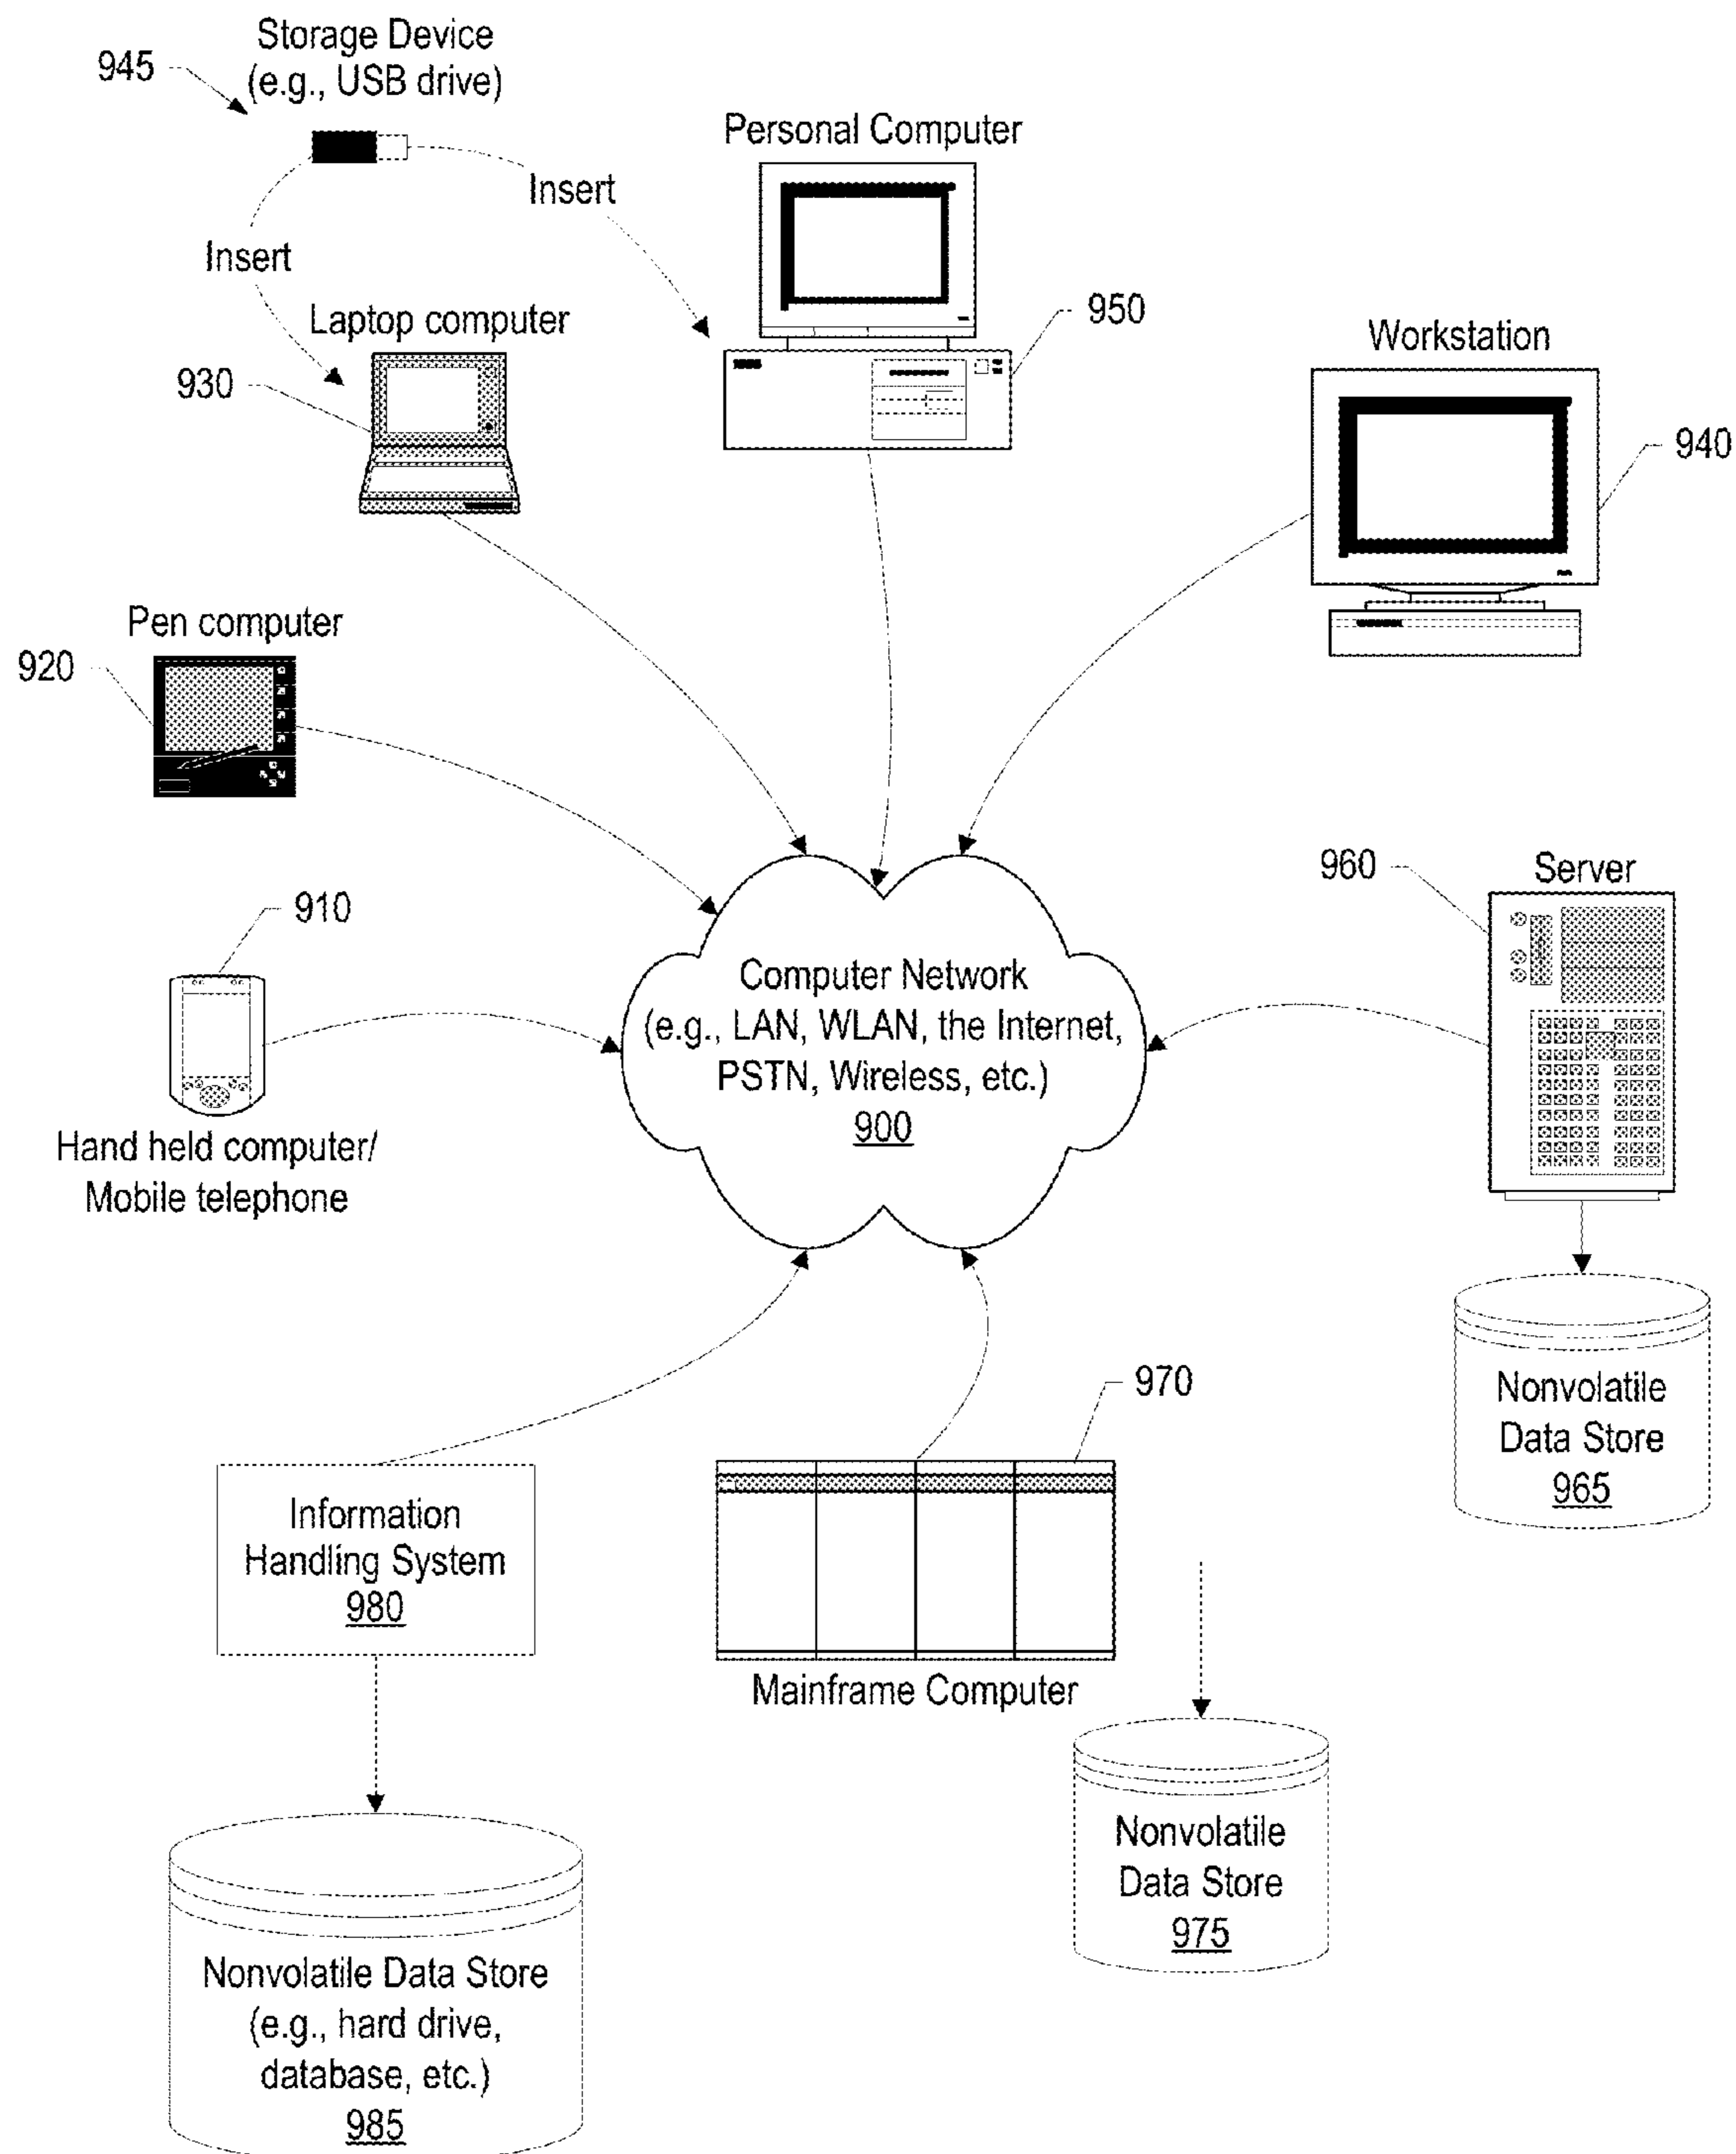 Storage Device
(e.g., USB drive)
945
Personal Computer
Insert
Insert
Laptop computer
950
Workstation
930
940
Pen computer
920
960
Server
910
Computer Network
(e.g., LAN, WLAN, the Internet,
PSTN, Wireless, etc.)
900
Hand held computer/
Mobile telephone
970
Nonvolatile
Data Store
965
Information
Handling System
980
Mainframe Computer
Nonvolatile
Data Store
975
Nonvolatile Data Store
(e.g., hard drive,
database, etc.)
985